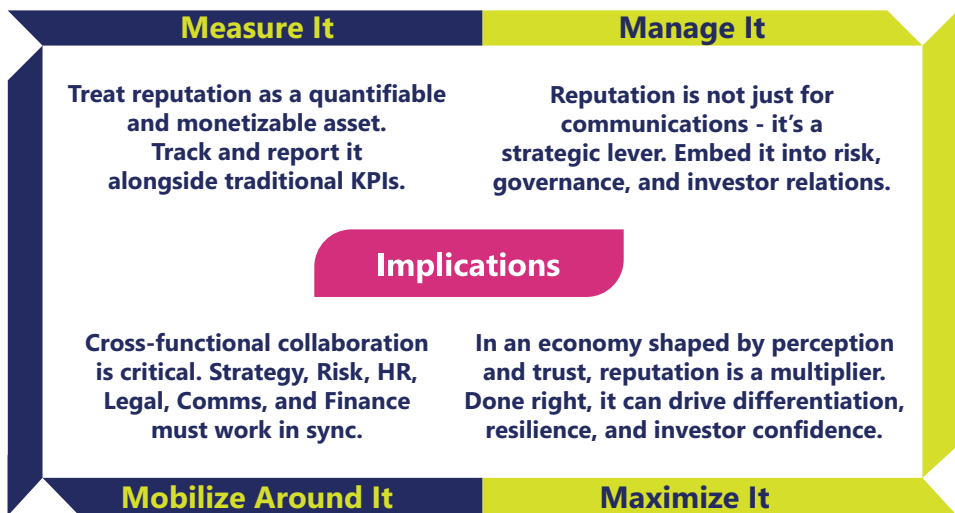 Measure It
Manage It
Treat reputation as a quantifiable
and monetizable asset.
Track and report it
alongside traditional KPIs.
Reputation is not just for
communications - it's a
strategic lever. Embed it into risk,
governance, and investor relations.
Implications
Cross-functional collaboration
is critical. Strategy, Risk, HR,
Legal, Comms, and Finance
must work in sync.
In an economy shaped by perception
and trust, reputation is a multiplier.
Done right, it can drive differentiation,
resilience, and investor confidence.
Mobilize Around It
Maximize It